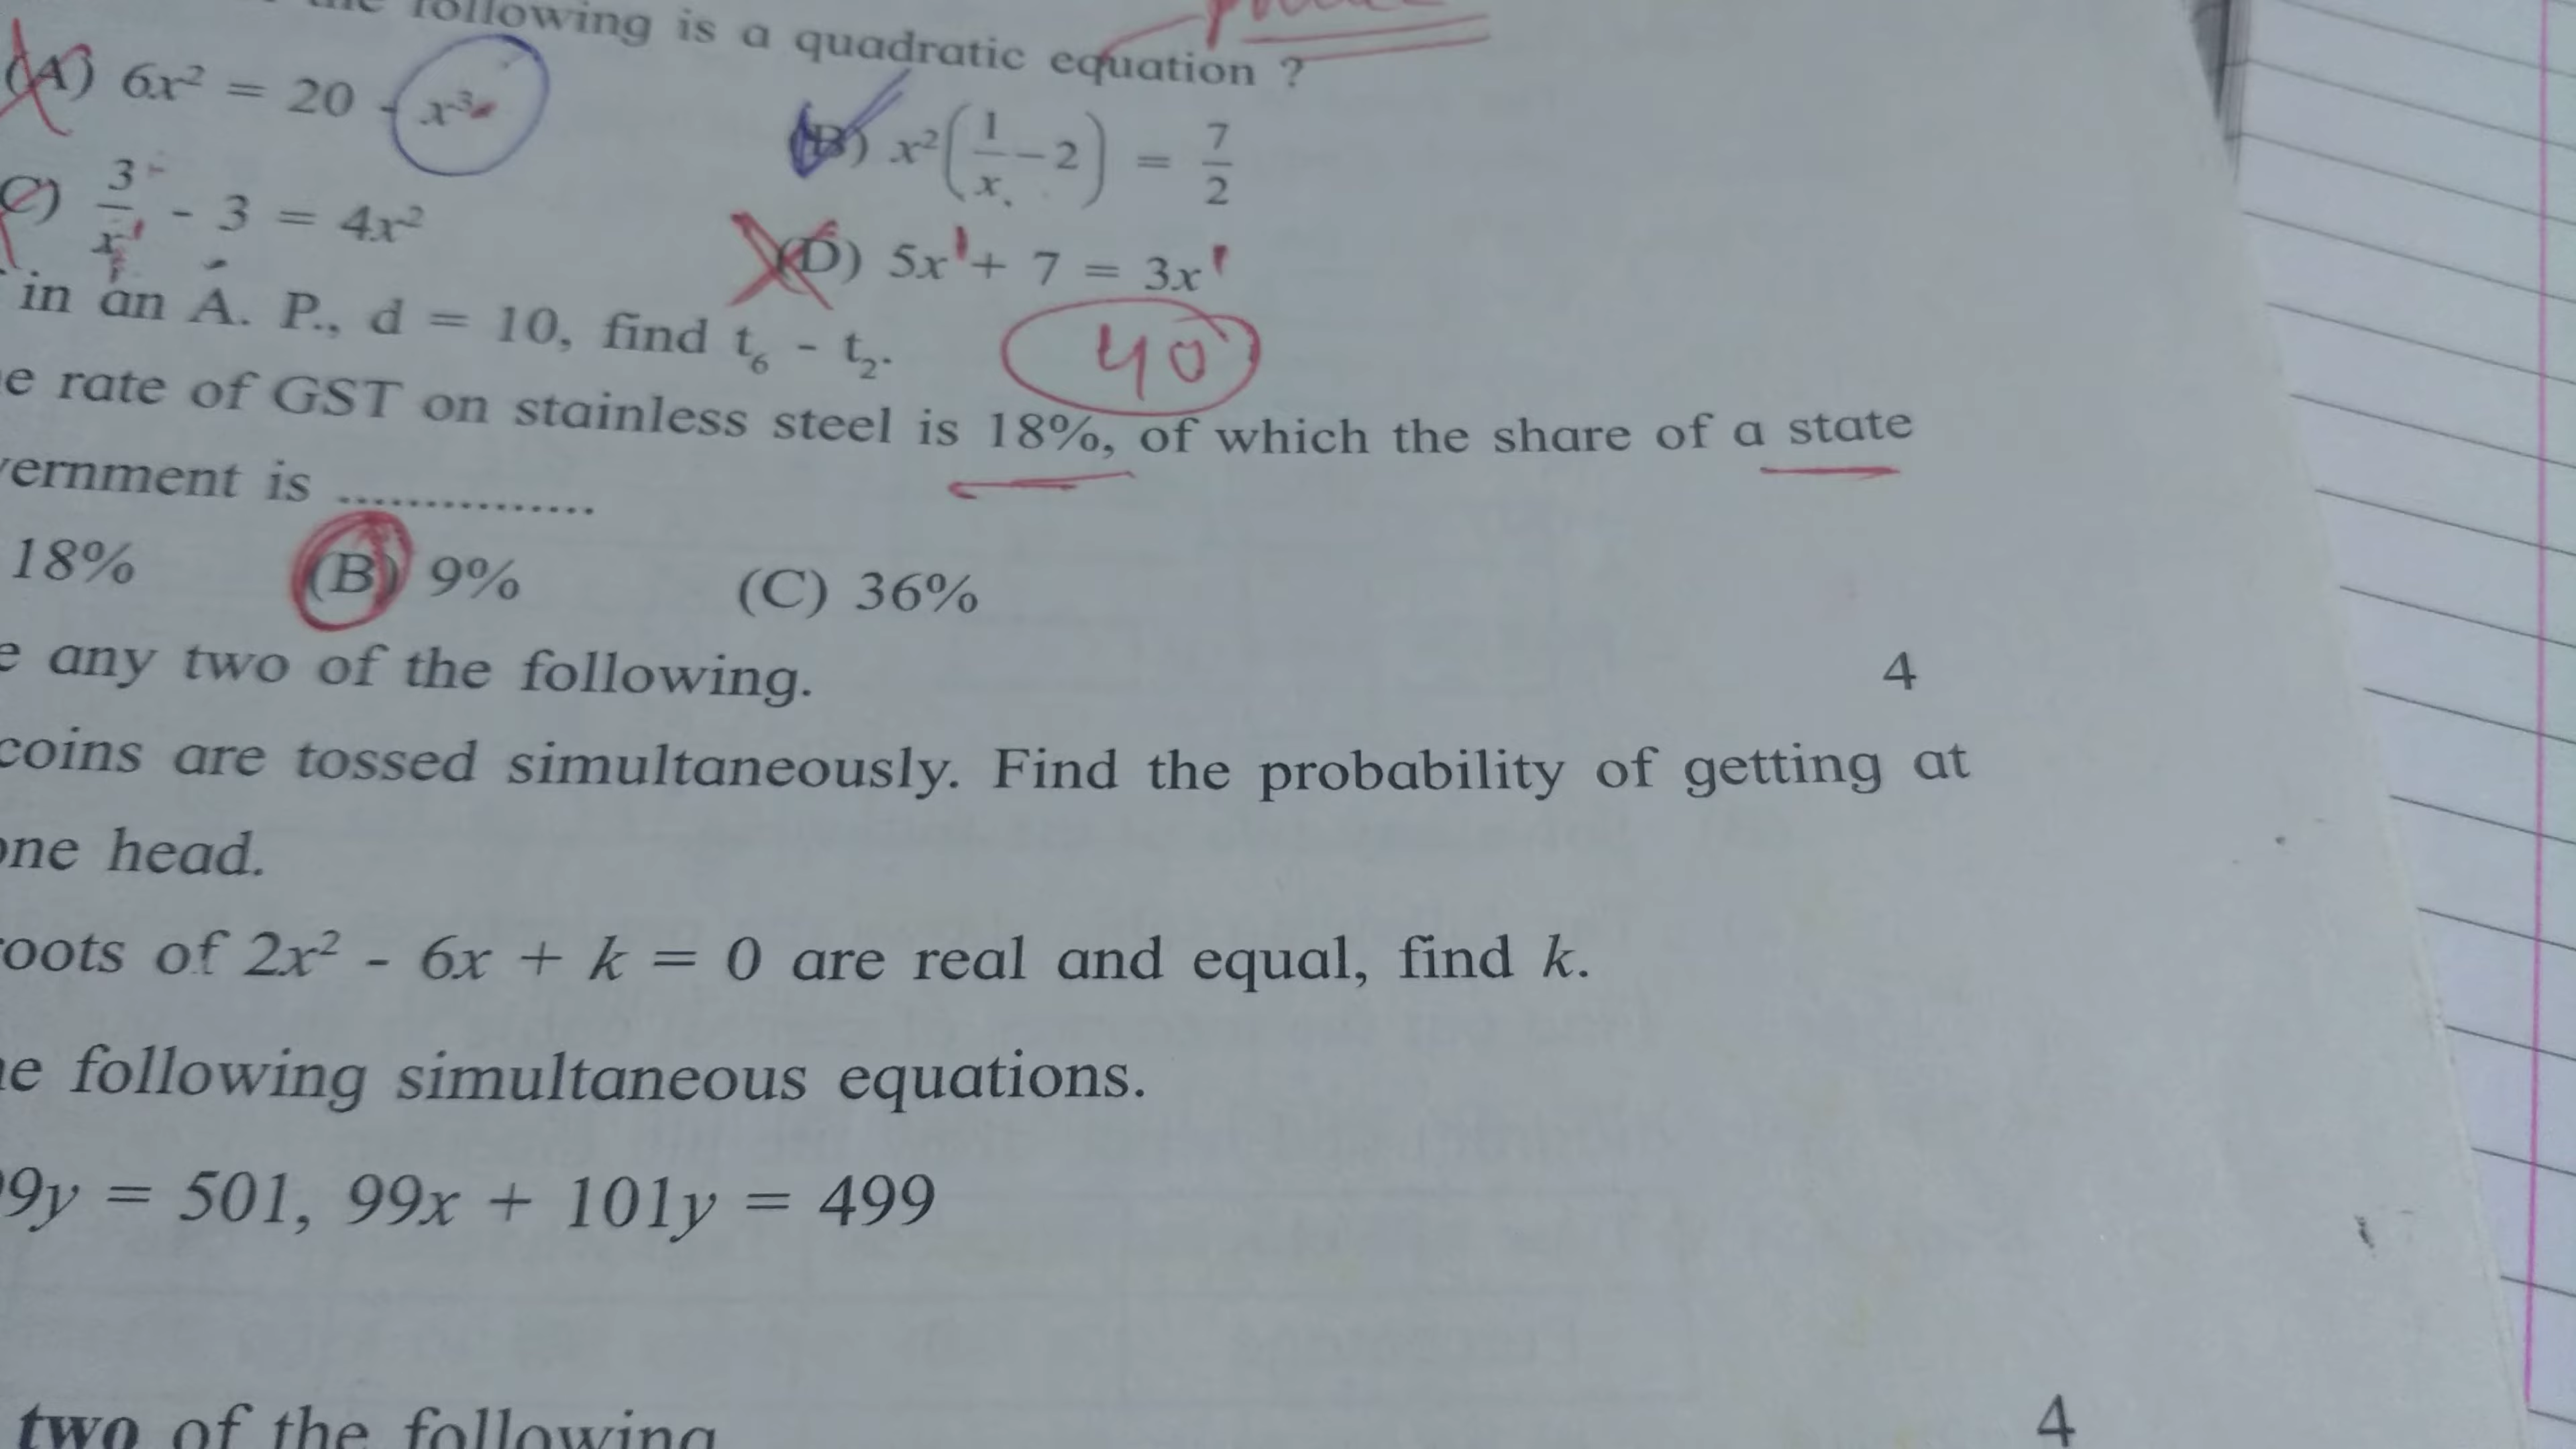 following is a quadratic equation ?
(A) 6x² = 20 - x³
(B) x²(1/x - 2) = 7/2
C) 3/x - 3 = 4x²
(D) 5x + 7 = 3x
in an A. P., d = 10, find t₆ - t₂.
40
e rate of GST on stainless steel is 18%, of which the share of a state
ernment is ...............
18% (B) 9% (C) 36%
e any two of the following. 4
coins are tossed simultaneously. Find the probability of getting at
one head.
oots of 2x² - 6x + k = 0 are real and equal, find k.
e following simultaneous equations.
9y = 501, 99x + 101y = 499
two of the following 4